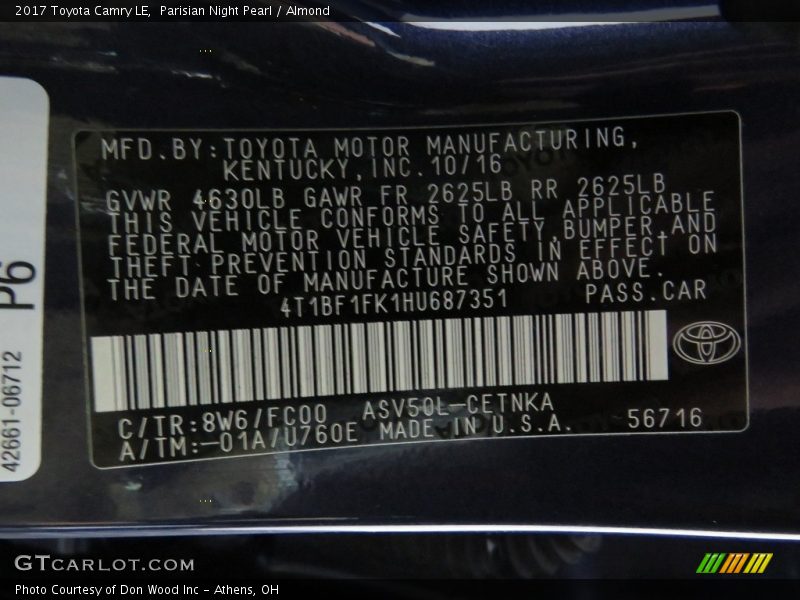 2017 Toyota Camry LE, Parisian Night Pearl / Almond
MFD.BY:TOYOTA MOTOR MANUFACTURING,
KENTUCKY,INC.10/16
GVWR 4630LB GAWR FR 2625LB RR 2625LB
THIS VEHICLE CONFORMS TO ALL APPLICABLE
FEDERAL MOTOR VEHICLE SAFETY,BUMPER,AND
THEFT PREVENTION STANDARDS IN EFFECT ON
THE DATE OF MANUFACTURE SHOWN ABOVE.
4T1BF1FK1HU687351 PASS.CAR
C/TR:8W6/FC00 ASV50L-CETNKA
A/TM:-01A/U760E MADE IN U.S.A. 56716
P6
42661-06712
GTCARLOT.COM
Photo Courtesy of Don Wood Inc - Athens, OH